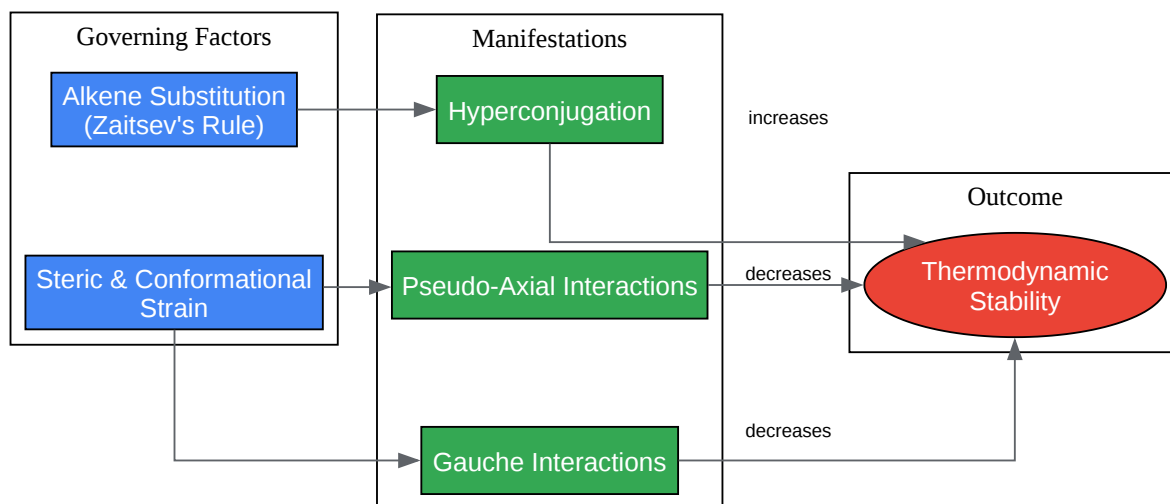 Governing Factors
Alkene Substitution
(Zaitsev's Rule)
Steric & Conformational
Strain
Manifestations
Hyperconjugation
Pseudo-Axial Interactions
Gauche Interactions
increases
decreases
decreases
Outcome
Thermodynamic
Stability